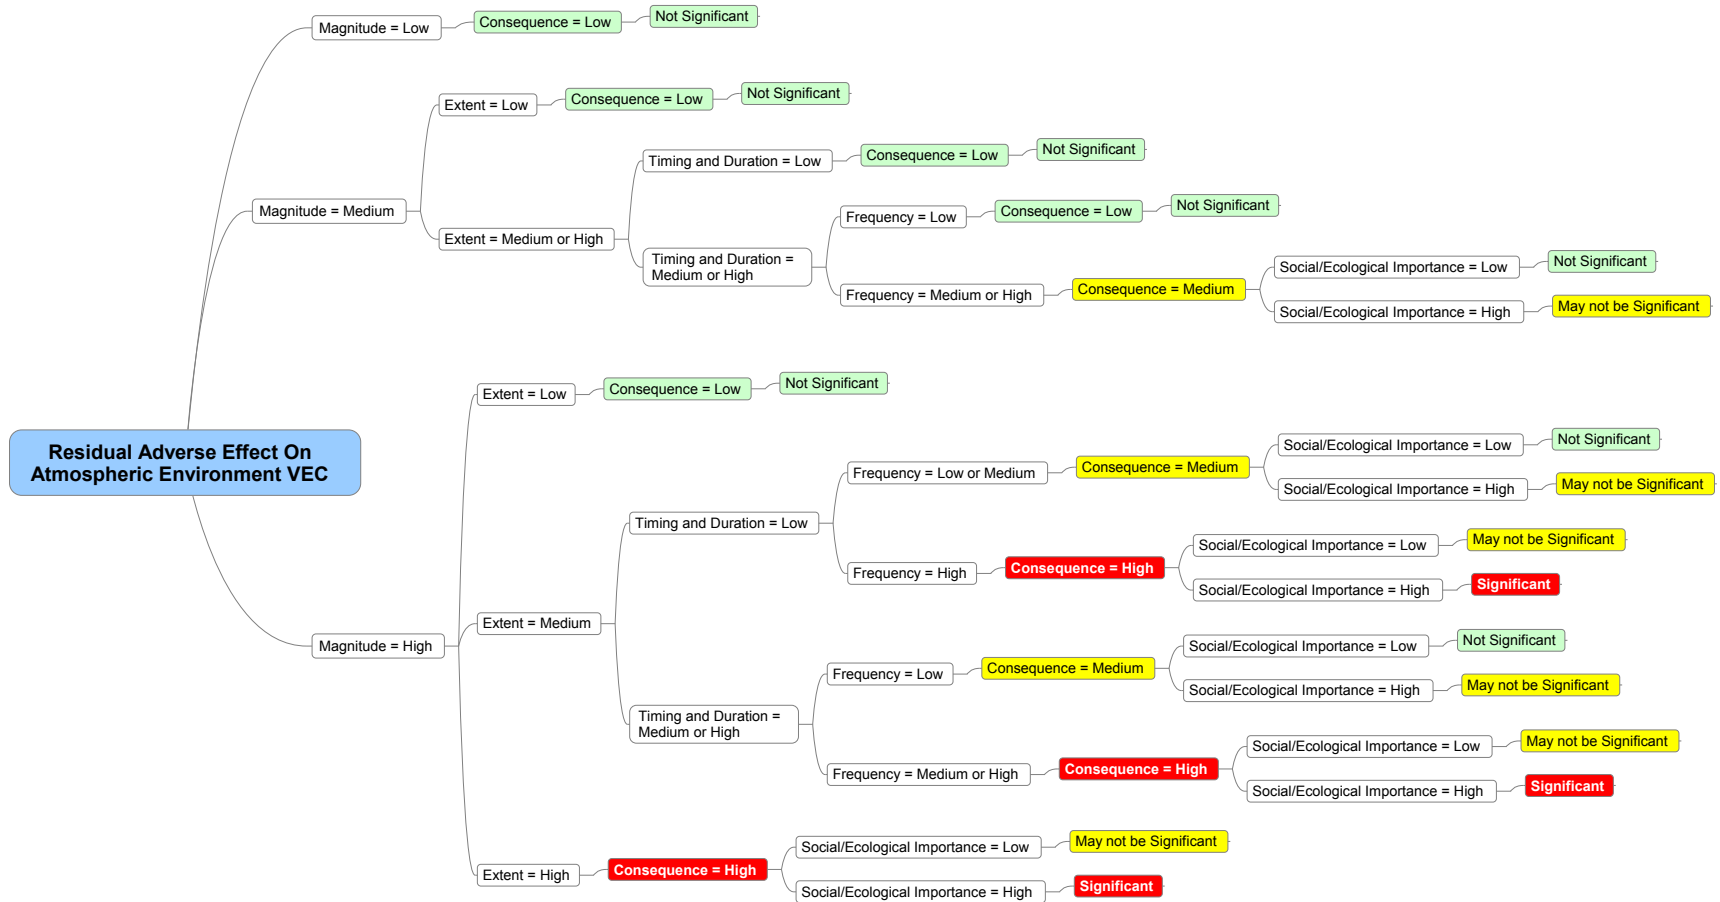 Magnitude = Low
Consequence = Low
Not Significant
Magnitude = Medium
Extent = Low
Consequence = Low
Not Significant
Extent = Medium or High
Timing and Duration = Low
Consequence = Low
Not Significant
Timing and Duration =
Medium or High
Frequency = Low
Consequence = Low
Not Significant
Frequency = Medium or High
Consequence = Medium
Social/Ecological Importance = Low
Not Significant
Social/Ecological Importance = High
May not be Significant
Residual Adverse Effect On
Atmospheric Environment VEC
Magnitude = High
Extent = Low
Consequence = Low
Not Significant
Extent = Medium
Timing and Duration = Low
Frequency = Low or Medium
Consequence = Medium
Social/Ecological Importance = Low
Not Significant
Social/Ecological Importance = High
May not be Significant
Frequency = High
Consequence = High
Social/Ecological Importance = Low
May not be Significant
Social/Ecological Importance = High
Significant
Timing and Duration =
Medium or High
Frequency = Low
Consequence = Medium
Social/Ecological Importance = Low
Not Significant
Social/Ecological Importance = High
May not be Significant
Frequency = Medium or High
Consequence = High
Social/Ecological Importance = Low
May not be Significant
Social/Ecological Importance = High
Significant
Extent = High
Consequence = High
Social/Ecological Importance = Low
May not be Significant
Social/Ecological Importance = High
Significant